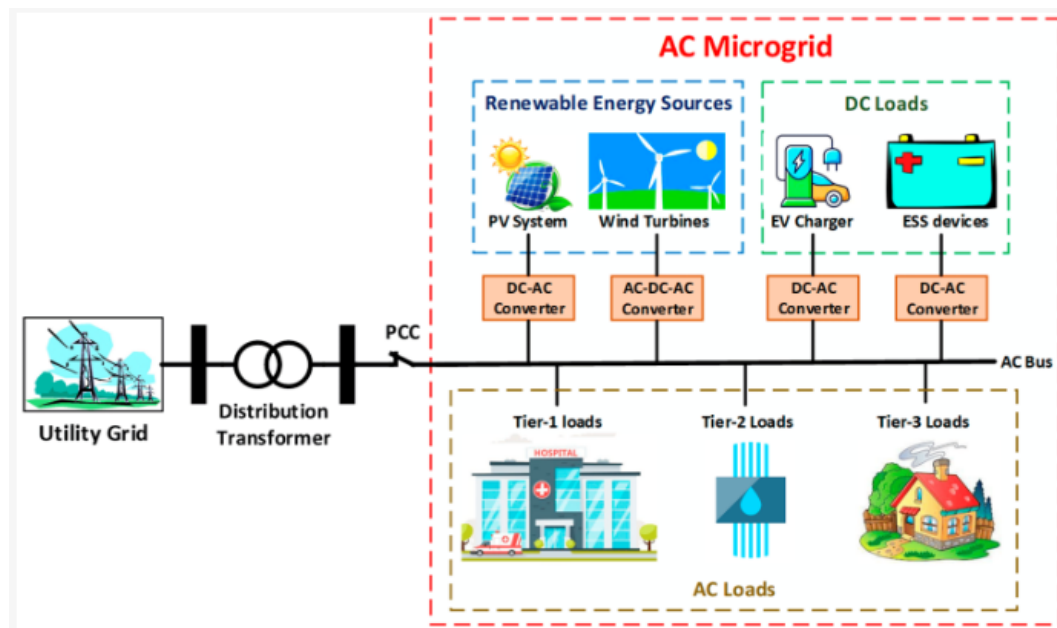 AC Microgrid
Renewable Energy Sources
DC Loads
PV System
Wind Turbines
EV Charger
ESS devices
DC-AC
Converter
AC-DC-AC
Converter
DC-AC
Converter
DC-AC
Converter
PCC
AC Bus
Utility Grid
Distribution
Transformer
Tier-1 loads
Tier-2 Loads
Tier-3 Loads
HOSPITAL
AC Loads